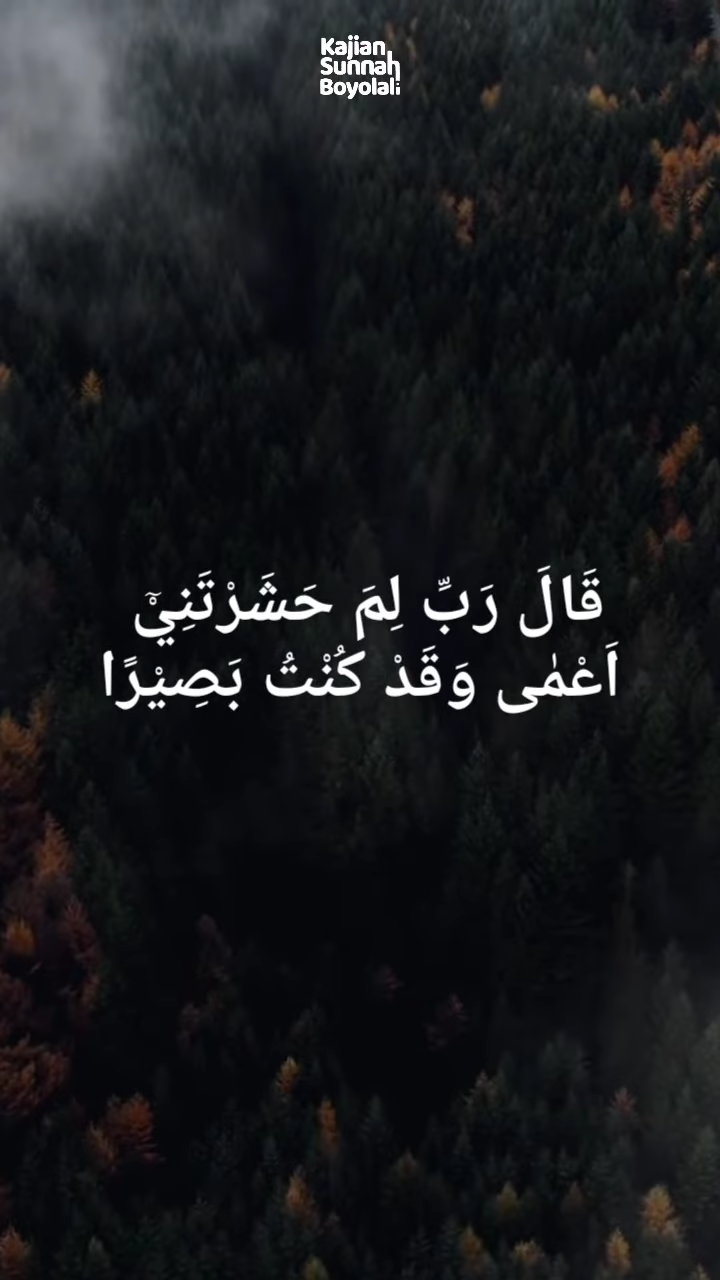 Kajian
Sunnah
Boyolali
قَالَ رَبِّ لِمَ حَشَرْتَنِيْٓ
اَعْمٰى وَقَدْ كُنْتُ بَصِيْرًا